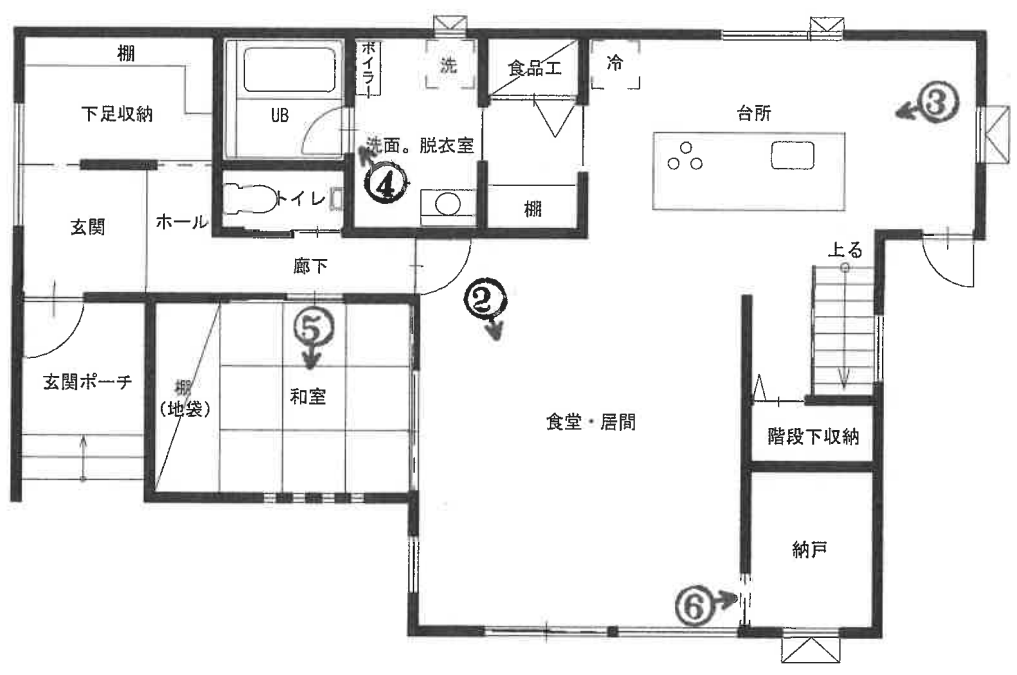 棚
ボイラー
洗
食品工
冷
下足収納
UB
台所
③
洗面。脱衣室
④
トイレ
棚
玄関
ホール
上る
廊下
②
⑤
玄関ポーチ
棚
(地袋)
和室
食堂・居間
階段下収納
納戸
⑥